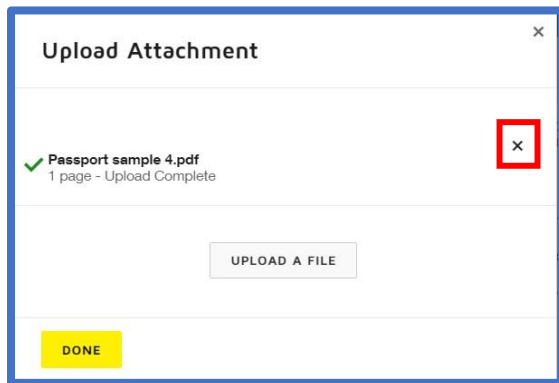 Upload Attachment
Passport sample 4.pdf
1 page - Upload Complete
UPLOAD A FILE
DONE